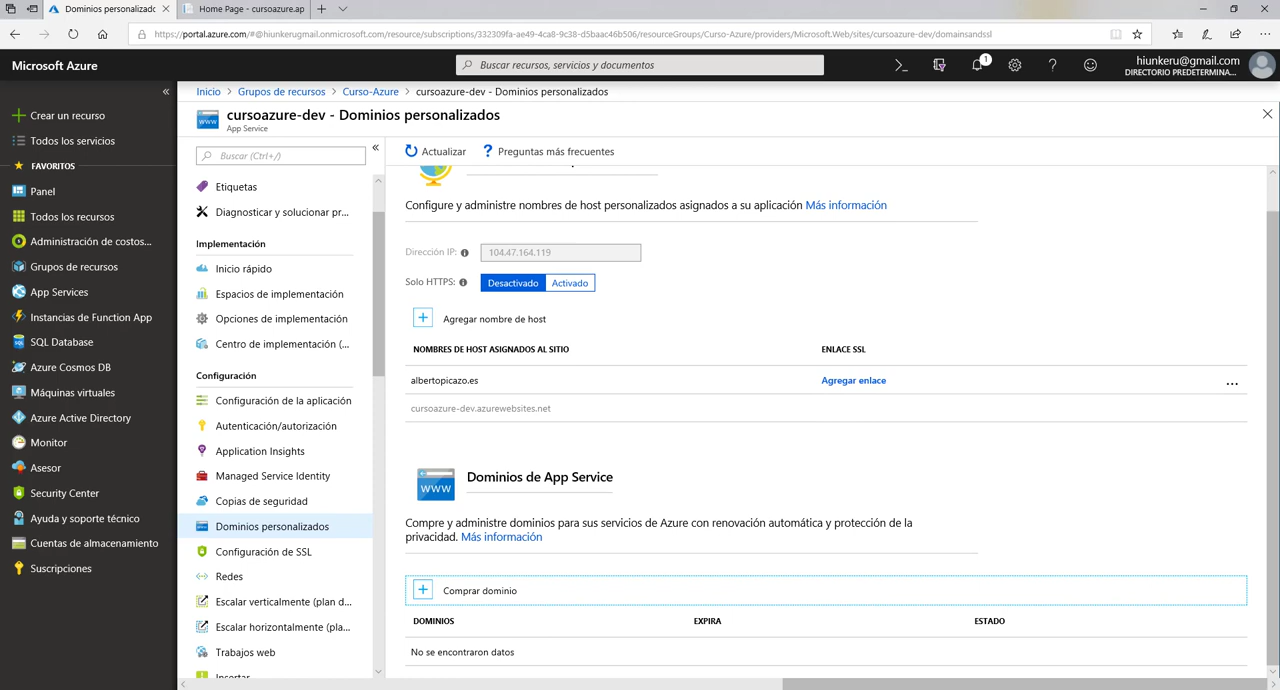 Dominios personalizado
Home Page - cursoazure.ap
https://portal.azure.com/#@hiunkerugmail.onmicrosoft.com/resource/subscriptions/332309fa-ae49-4ca8-9c38-d5baac46b506/resourceGroups/Curso-Azure/providers/Microsoft.Web/sites/cursoazure-dev/domainsandssl
Microsoft Azure
Buscar recursos, servicios y documentos
1
hiunkeru@gmail.com
DIRECTORIO PREDETERMINA...
Crear un recurso
Todos los servicios
FAVORITOS
Panel
Todos los recursos
Administración de costos...
Grupos de recursos
App Services
Instancias de Function App
SQL Database
Azure Cosmos DB
Máquinas virtuales
Azure Active Directory
Monitor
Asesor
Security Center
Ayuda y soporte técnico
Cuentas de almacenamiento
Suscripciones
Inicio > Grupos de recursos > Curso-Azure > cursoazure-dev - Dominios personalizados
cursoazure-dev - Dominios personalizados
App Service
Buscar (Ctrl+/)
Etiquetas
Diagnosticar y solucionar pr...
Implementación
Inicio rápido
Espacios de implementación
Opciones de implementación
Centro de implementación (...
Configuración
Configuración de la aplicación
Autenticación/autorización
Application Insights
Managed Service Identity
Copias de seguridad
Dominios personalizados
Configuración de SSL
Redes
Escalar verticalmente (plan d...
Escalar horizontalmente (pla...
Trabajos web
Insertar
Actualizar
Preguntas más frecuentes
Configure y administre nombres de host personalizados asignados a su aplicación Más información
Dirección IP:
104.47.164.119
Solo HTTPS:
Desactivado
Activado
Agregar nombre de host
NOMBRES DE HOST ASIGNADOS AL SITIO
ENLACE SSL
albertopicazo.es
Agregar enlace
...
cursoazure-dev.azurewebsites.net
www
Dominios de App Service
Compre y administre dominios para sus servicios de Azure con renovación automática y protección de la
privacidad. Más información
Comprar dominio
DOMINIOS
EXPIRA
ESTADO
No se encontraron datos